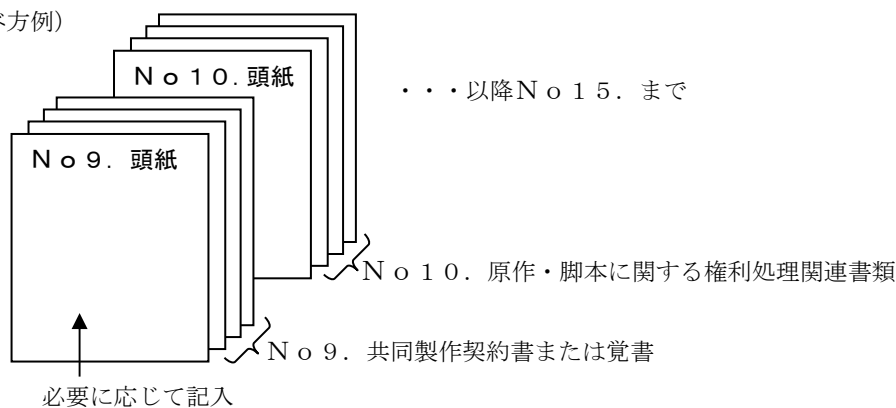 方例）
Ｎｏ１０．頭紙
・・・以降Ｎｏ１５．まで
Ｎｏ９．頭紙
Ｎｏ１０．原作・脚本に関する権利処理関連書類
Ｎｏ９．共同製作契約書または覚書
必要に応じて記入